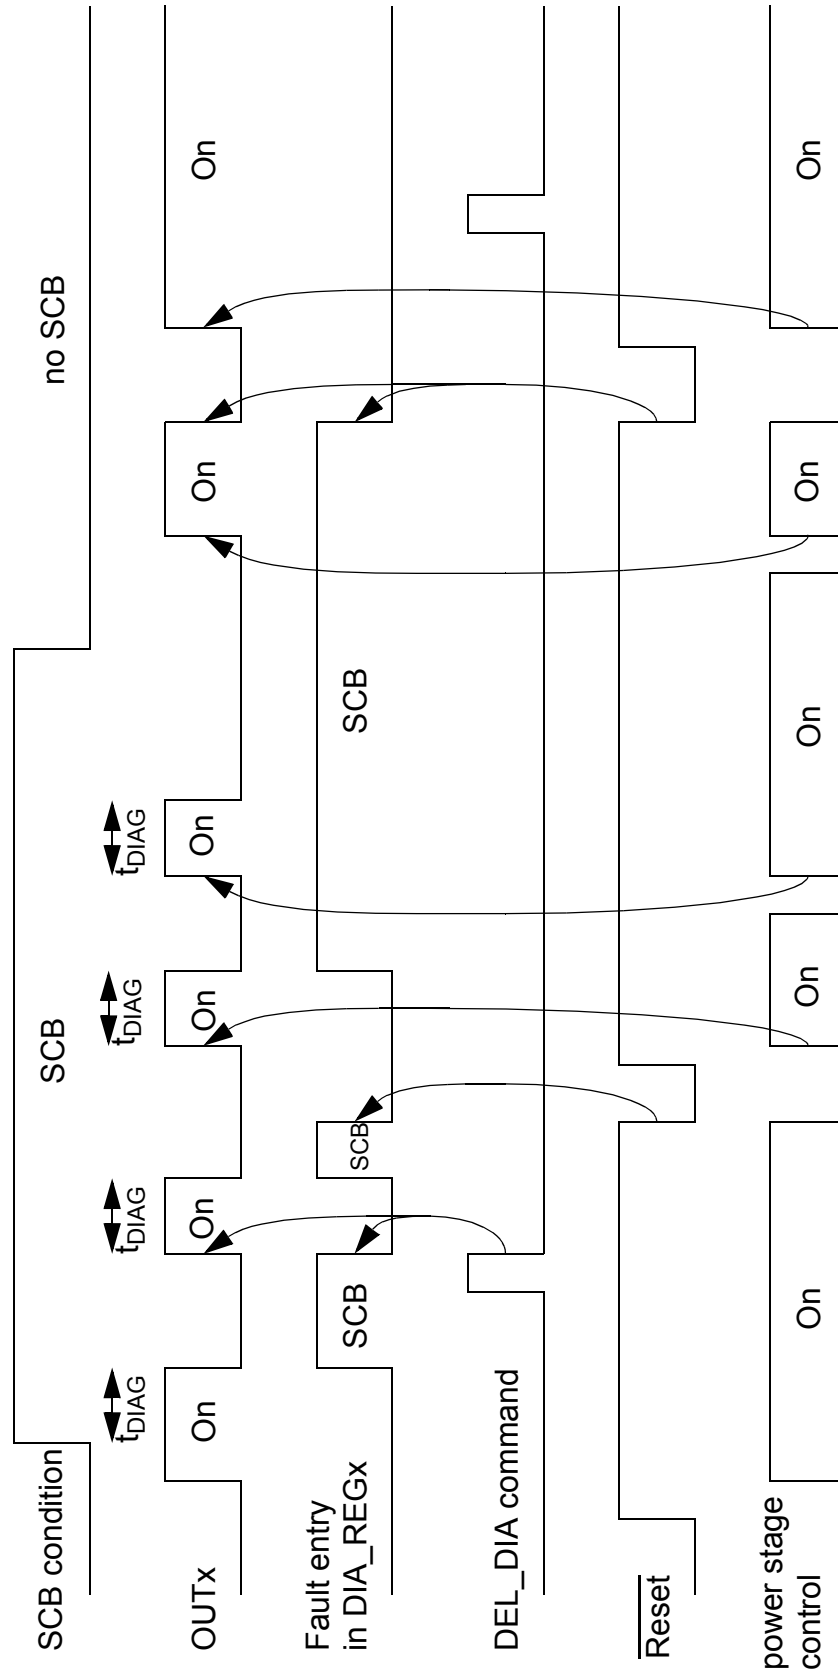 SCB condition
SCB
no SCB
OUTx
On
tDIAG
On
tDIAG
On
tDIAG
On
tDIAG
On
On
Fault entry
in DIA_REGx
SCB
SCB
SCB
DEL_DIA command
Reset
power stage
control
On
On
On
On
On